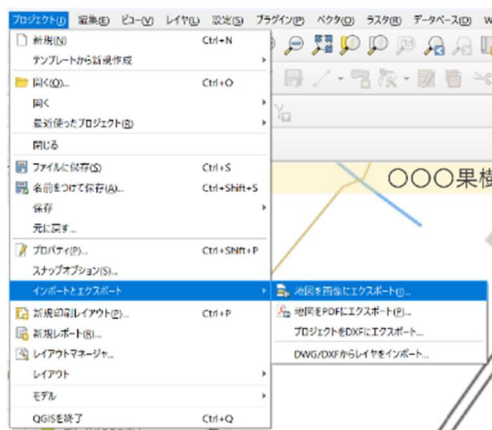 プロジェクト(J) 編集(E) ビュー(V) レイヤ(L) 設定(S) プラグイン(P) ベクタ(O) ラスタ(R) データベース(D) W
新規(N) Ctrl+N
テンプレートから新規作成
開く(O)... Ctrl+O
開く
最近使ったプロジェクト(R)
閉じる
ファイルに保存(S) Ctrl+S
名前をつけて保存(A)... Ctrl+Shift+S
保存
元に戻す...
プロパティ(P)... Ctrl+Shift+P
スナップオプション(S)...
インポートとエクスポート
新規印刷レイアウト(P)... Ctrl+P
新規レポート(R)...
レイアウトマネージャ...
レイアウト
モデル
QGISを終了 Ctrl+Q
地図を画像にエクスポート(I)...
地図をPDFにエクスポート(P)...
プロジェクトをDXFにエクスポート...
DWG/DXFからレイヤをインポート...
〇〇〇果樹